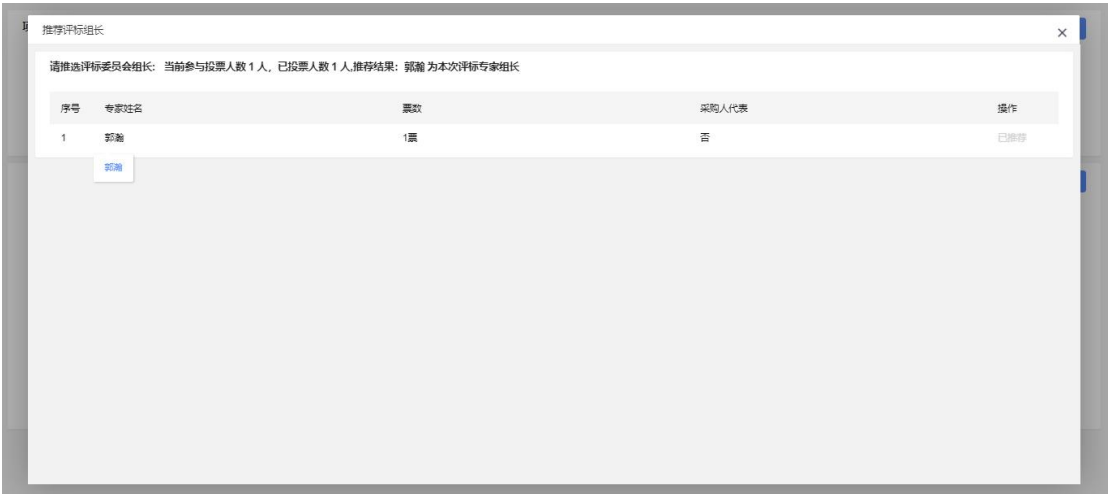 推荐评标组长
请推选评标委员会组长： 当前参与投票人数 1 人，已投票人数 1 人,推荐结果：郭瀚 为本次评标专家组长
序号 专家姓名 票数 采购人代表 操作
1 郭瀚 1票 否 已推荐
郭瀚